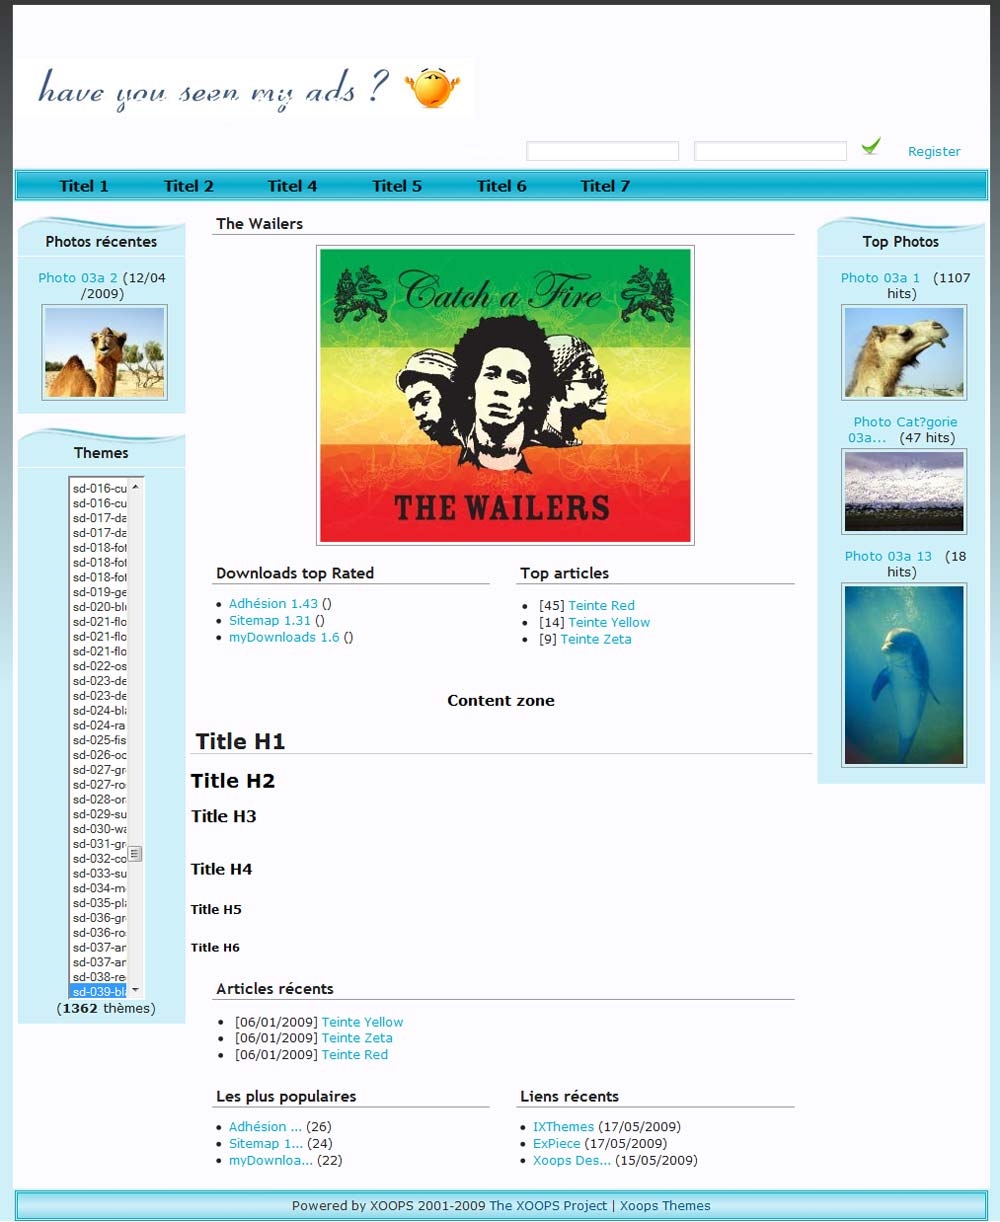 have you seen my ads ?
Register
Titel 1 Titel 2 Titel 4 Titel 5 Titel 6 Titel 7
Photos récentes
Photo 03a 2 (12/04
/2009)
Themes
sd-016-cu
sd-016-cu
sd-017-da
sd-017-da
sd-018-fot
sd-018-fot
sd-018-fot
sd-019-ge
sd-020-blu
sd-021-flo
sd-021-flo
sd-021-flo
sd-022-os
sd-023-de
sd-023-de
sd-024-bla
sd-024-ra
sd-025-fis
sd-026-oc
sd-027-gr
sd-027-ro
sd-028-or
sd-029-su
sd-030-wa
sd-031-gr
sd-032-co
sd-033-su
sd-034-m
sd-035-pla
sd-036-gr
sd-036-ro
sd-037-an
sd-037-an
sd-038-re
sd-039-bla
(1362 thèmes)
The Wailers
Catch a Fire
THE WAILERS
Downloads top Rated
Adhésion 1.43 ()
Sitemap 1.31 ()
myDownloads 1.6 ()
Top articles
[45] Teinte Red
[14] Teinte Yellow
[9] Teinte Zeta
Content zone
Title H1
Title H2
Title H3
Title H4
Title H5
Title H6
Articles récents
[06/01/2009] Teinte Yellow
[06/01/2009] Teinte Zeta
[06/01/2009] Teinte Red
Les plus populaires
Adhésion ... (26)
Sitemap 1... (24)
myDownloa... (22)
Liens récents
IXThemes (17/05/2009)
ExPiece (17/05/2009)
Xoops Des... (15/05/2009)
Top Photos
Photo 03a 1 (1107
hits)
Photo Cat?gorie
03a... (47 hits)
Photo 03a 13 (18
hits)
Powered by XOOPS 2001-2009 The XOOPS Project | Xoops Themes